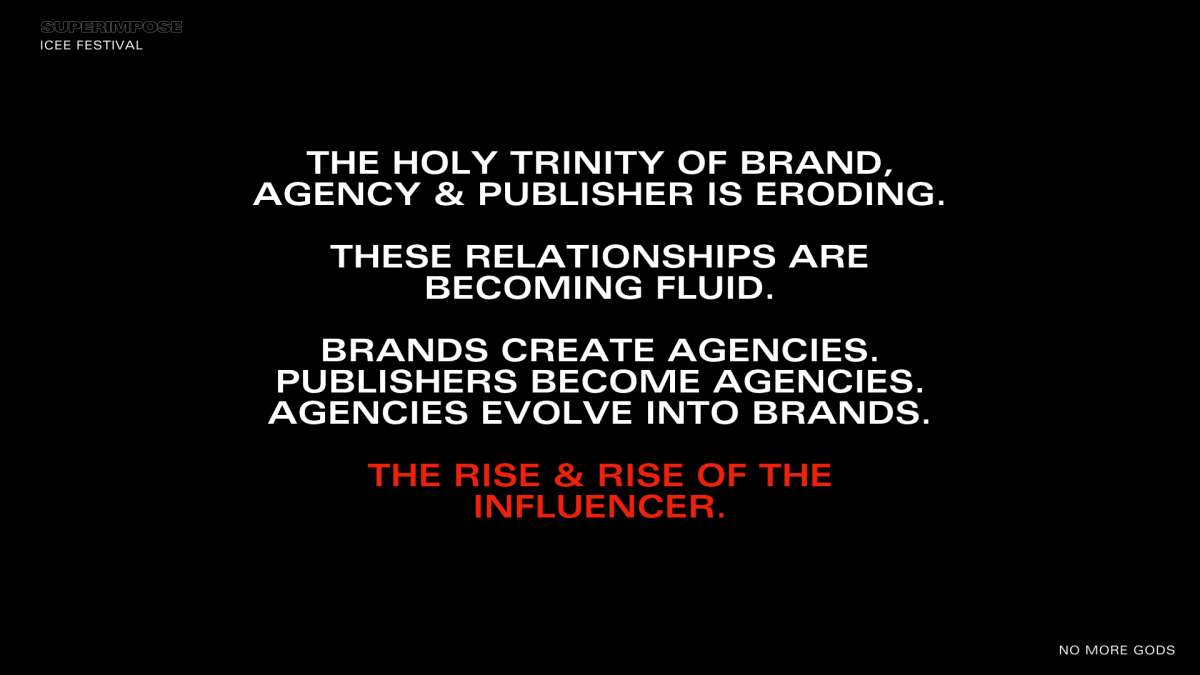 SUPERIMPOSE
ICEE FESTIVAL
THE HOLY TRINITY OF BRAND,
AGENCY & PUBLISHER IS ERODING.
THESE RELATIONSHIPS ARE
BECOMING FLUID.
BRANDS CREATE AGENCIES.
PUBLISHERS BECOME AGENCIES.
AGENCIES EVOLVE INTO BRANDS.
THE RISE & RISE OF THE
INFLUENCER.
NO MORE GODS